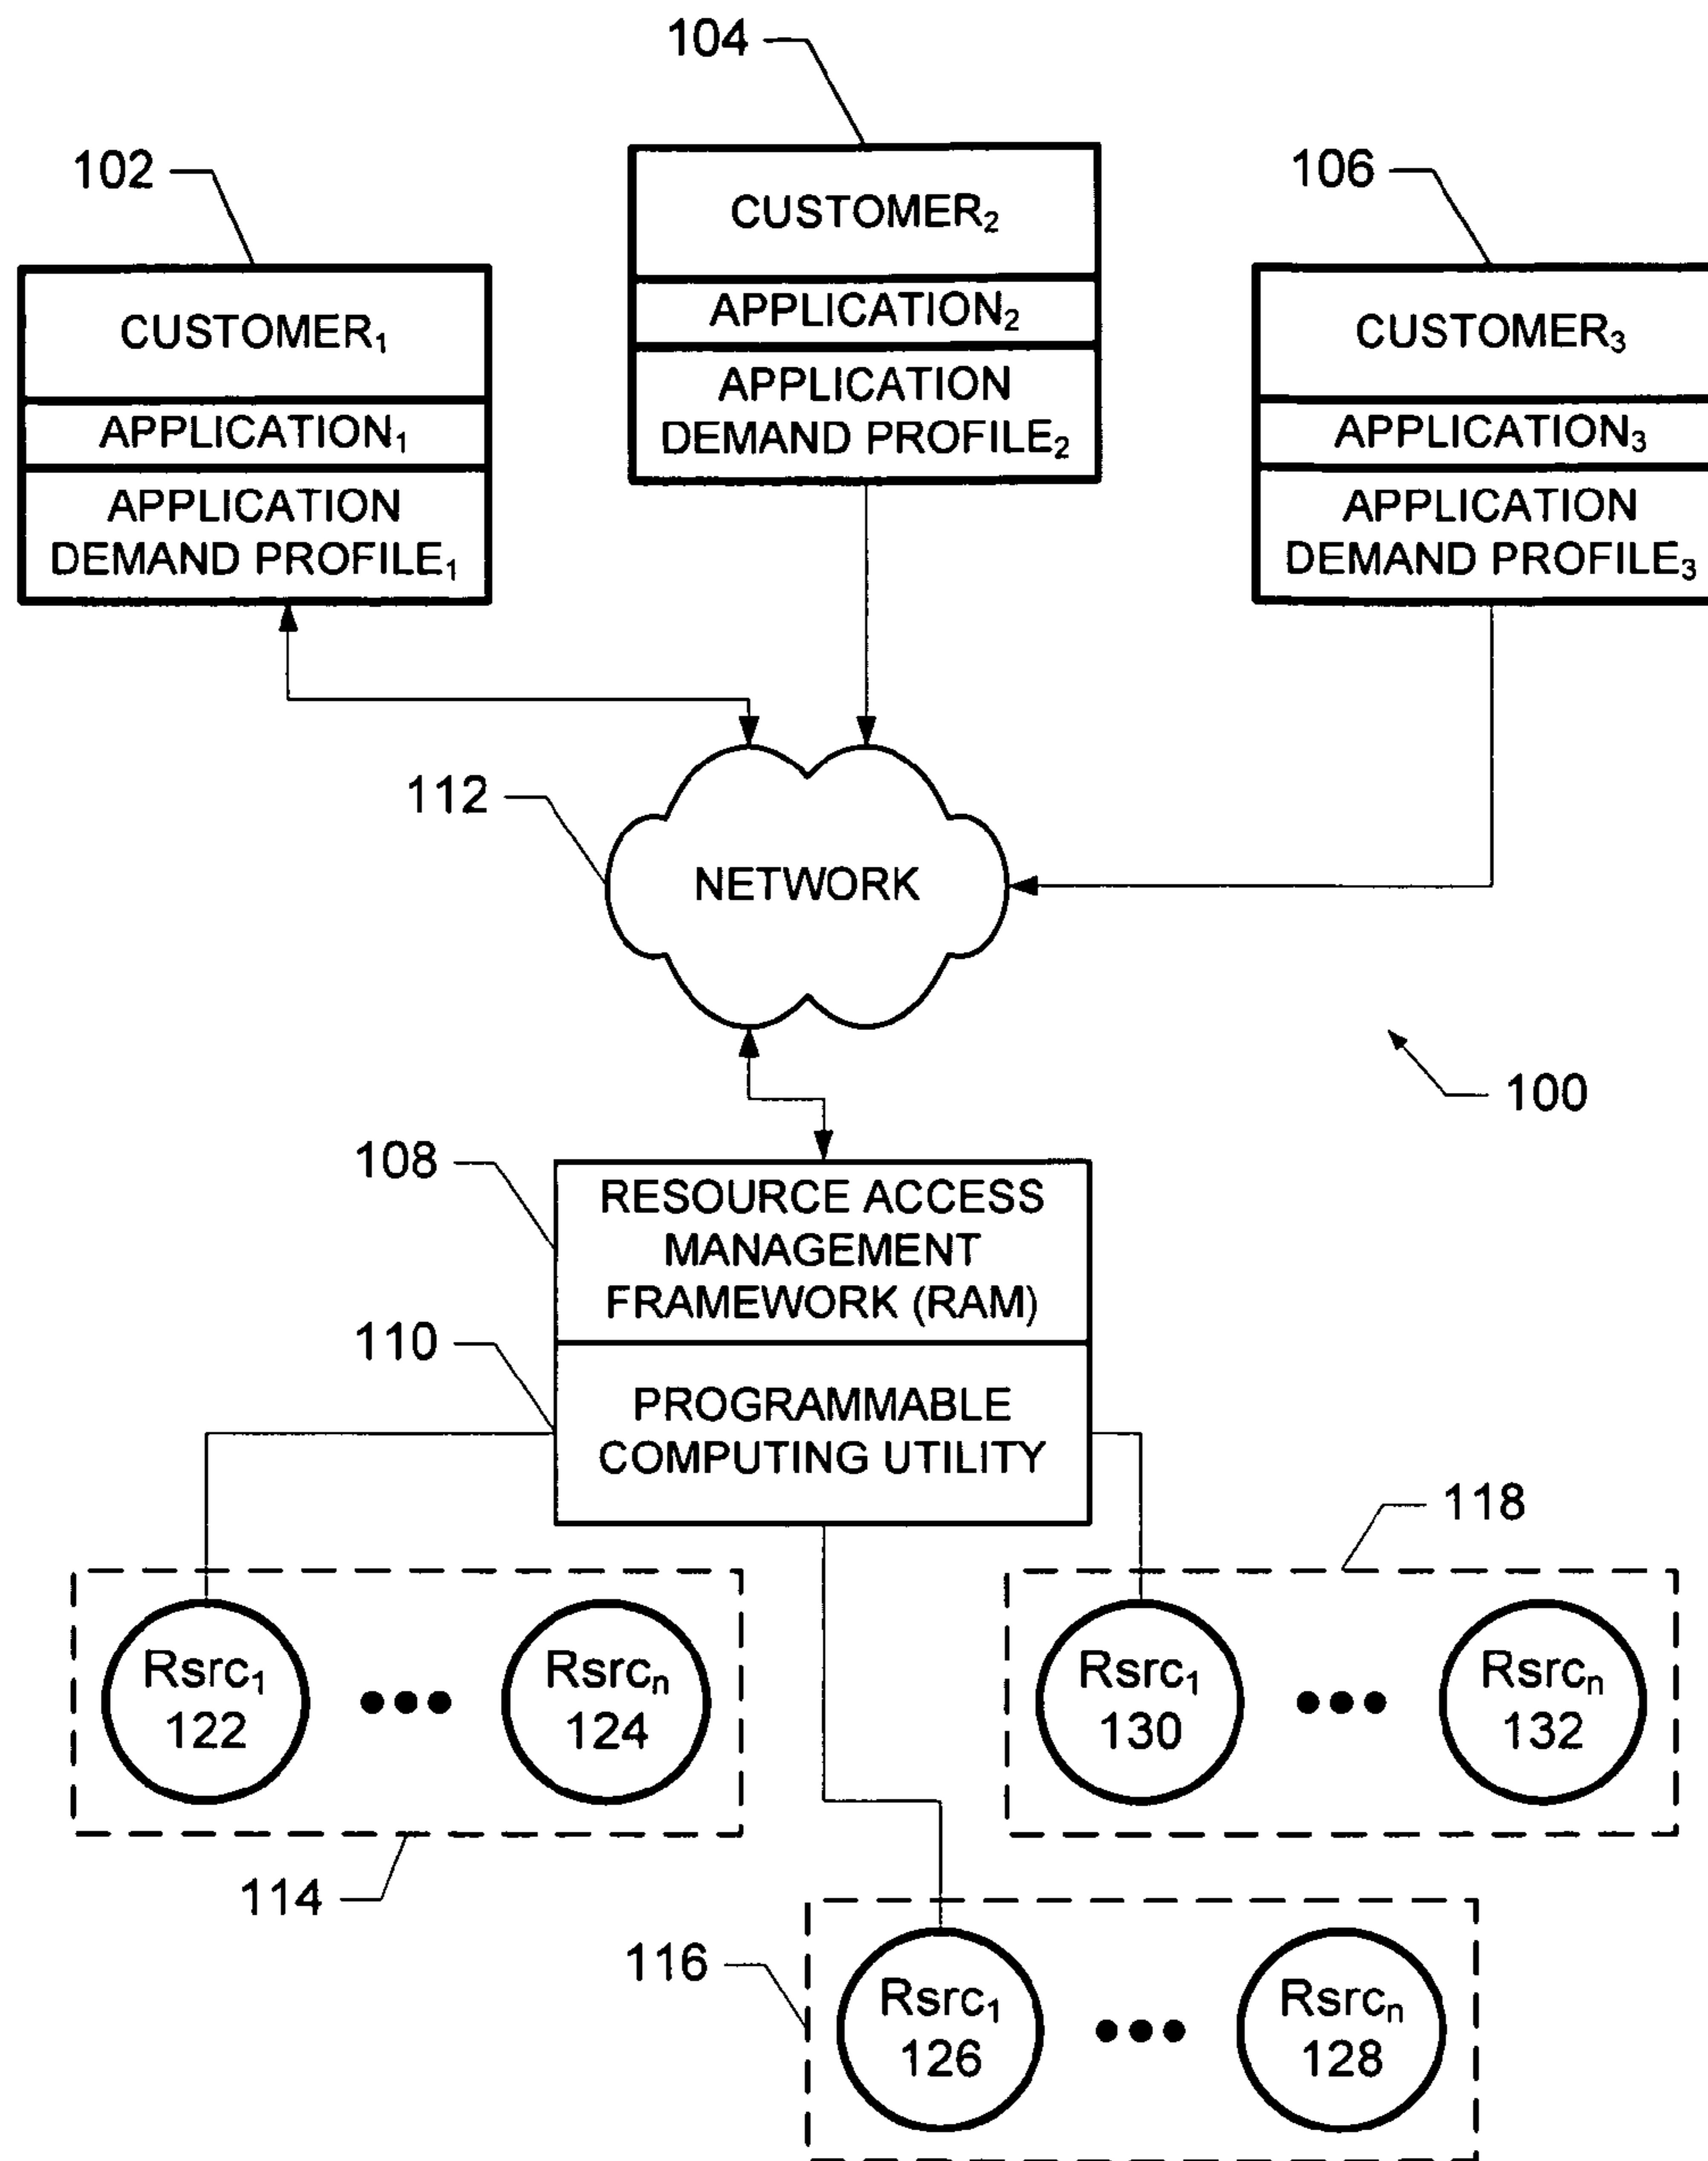 104
102
106
CUSTOMER₂
APPLICATION₂
APPLICATION
DEMAND PROFILE₂
CUSTOMER₁
APPLICATION₁
APPLICATION
DEMAND PROFILE₁
CUSTOMER₃
APPLICATION₃
APPLICATION
DEMAND PROFILE₃
112
NETWORK
100
108
RESOURCE ACCESS
MANAGEMENT
FRAMEWORK (RAM)
110
PROGRAMMABLE
COMPUTING UTILITY
118
Rsrc₁
122
Rsrcₙ
124
Rsrc₁
130
Rsrcₙ
132
114
116
Rsrc₁
126
Rsrcₙ
128